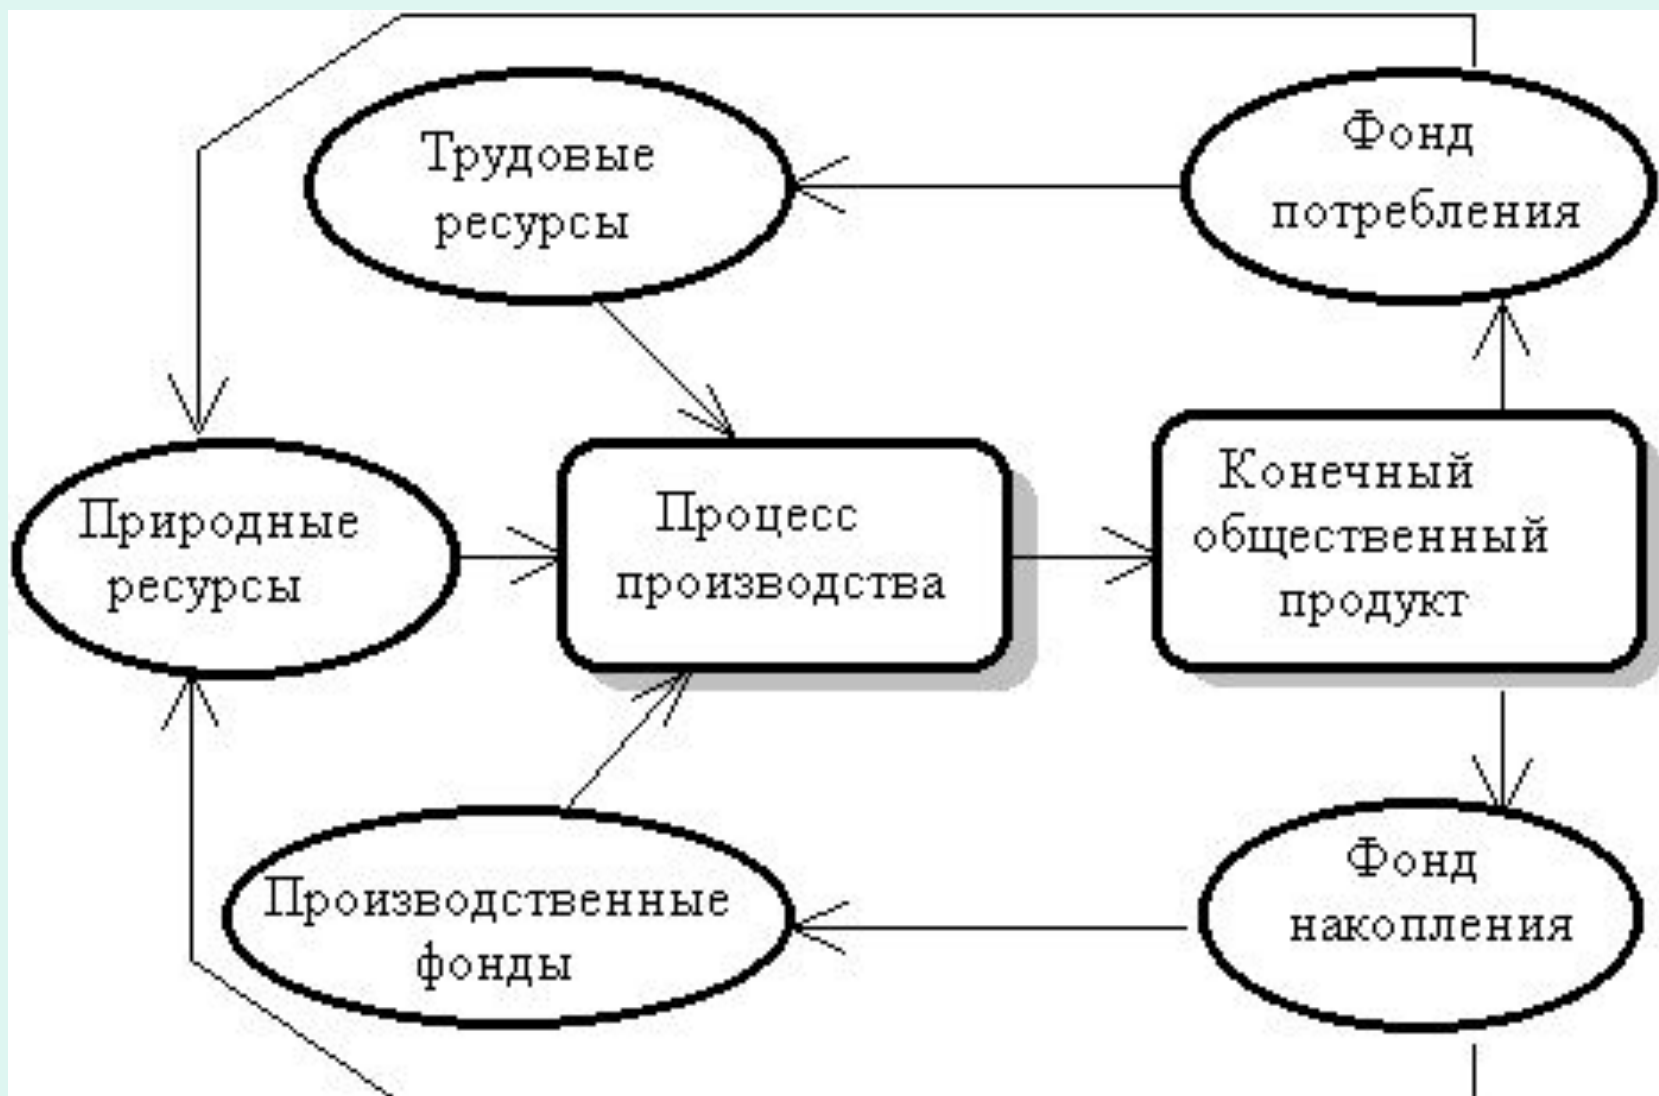 Трудовые
ресурсы
Фонд
потребления
Природные
ресурсы
Процесс
производства
Конечный
общественный
продукт
Производственные
фонды
Фонд
накопления